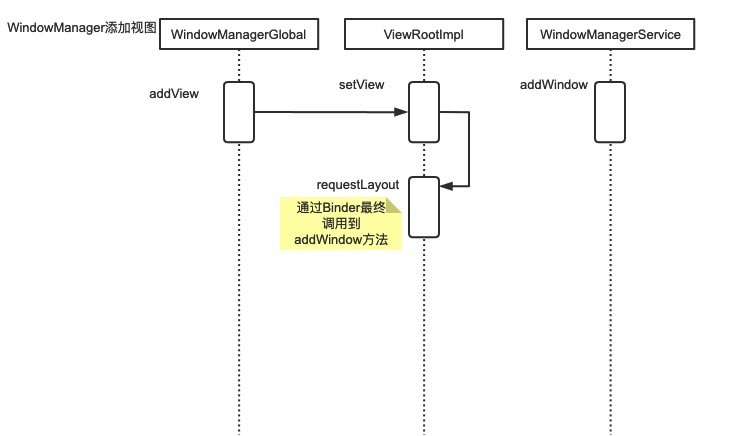 WindowManager添加视图
WindowManagerGlobal
ViewRootImpl
WindowManagerService
addView
setView
addWindow
requestLayout
通过Binder最终
调用到
addWindow方法